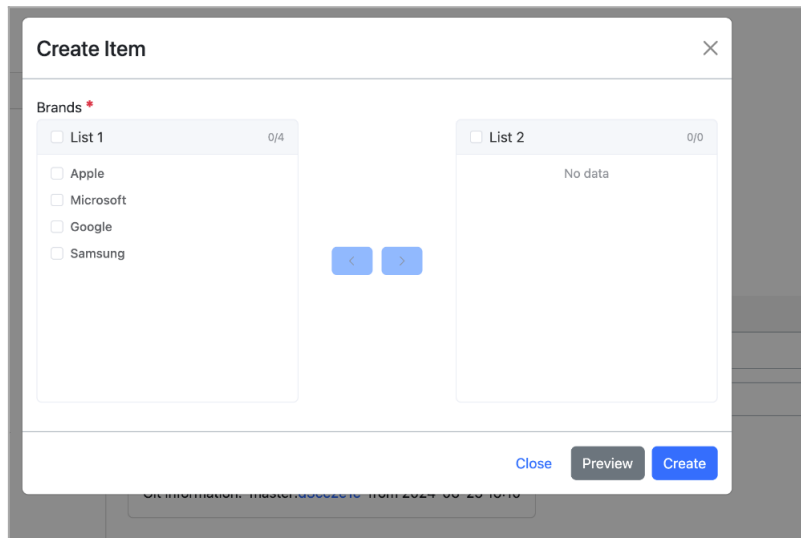 Create Item
Brands *
List 1 0/4
Apple
Microsoft
Google
Samsung
List 2 0/0
No data
Close Preview Create